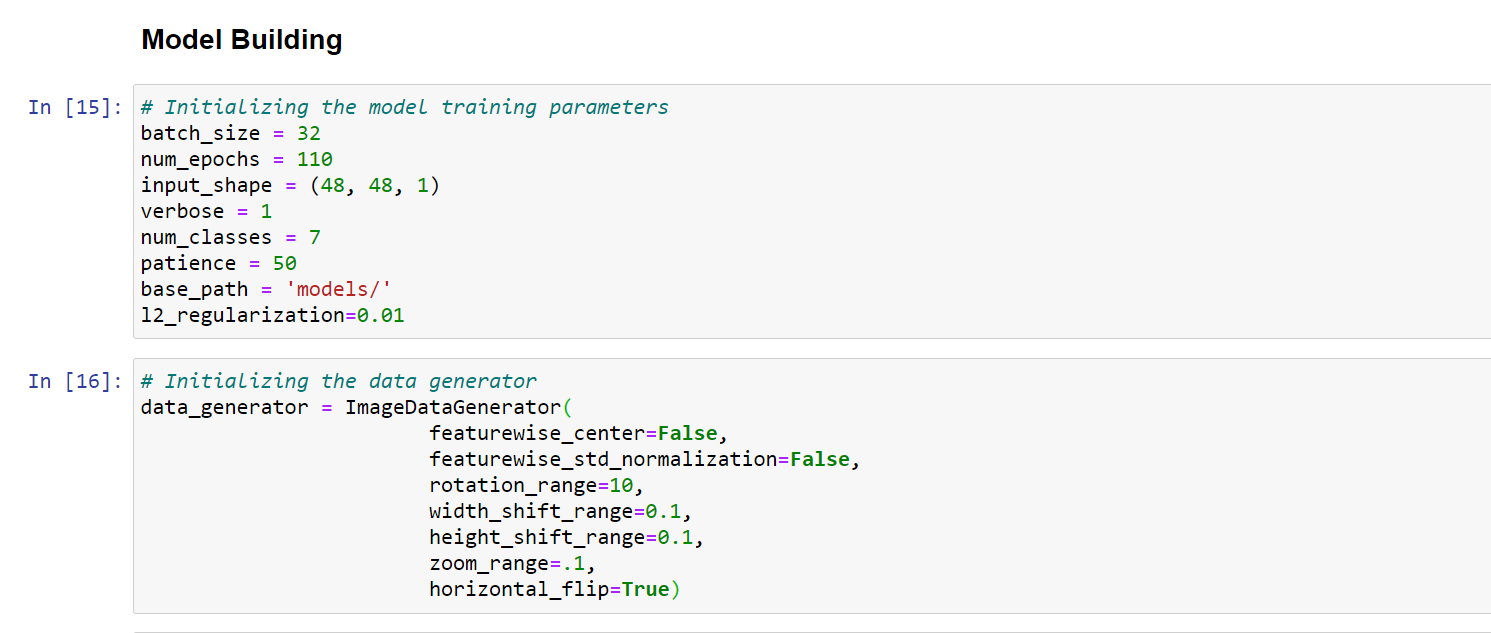 Model Building
In [15]:
# Initializing the model training parameters
batch_size = 32
num_epochs = 110
input_shape = (48, 48, 1)
verbose = 1
num_classes = 7
patience = 50
base_path = 'models/'
l2_regularization=0.01
In [16]:
# Initializing the data generator
data_generator = ImageDataGenerator(
                        featurewise_center=False,
                        featurewise_std_normalization=False,
                        rotation_range=10,
                        width_shift_range=0.1,
                        height_shift_range=0.1,
                        zoom_range=.1,
                        horizontal_flip=True)